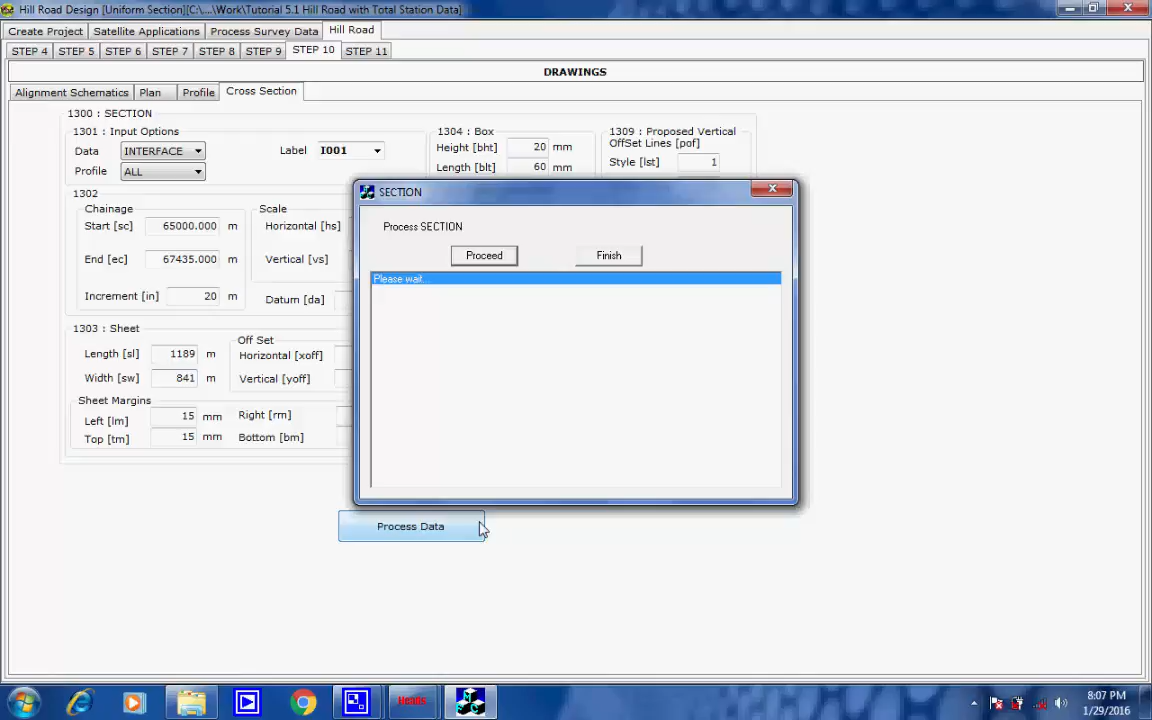 Hill Road Design [Uniform Section][C:\...\Work\Tutorial 5.1 Hill Road with Total Station Data]
Create Project Satellite Applications Process Survey Data Hill Road
STEP 4 STEP 5 STEP 6 STEP 7 STEP 8 STEP 9 STEP 10 STEP 11
DRAWINGS
Alignment Schematics Plan Profile Cross Section
1300 : SECTION
1301 : Input Options
Data INTERFACE
Label I001
Profile ALL
1304 : Box
Height [bht] 20 mm
Length [blt] 60 mm
1309 : Proposed Vertical
OffSet Lines [pof]
Style [lst] 1
1302
Chainage
Start [sc] 65000.000 m
End [ec] 67435.000 m
Increment [in] 20 m
Scale
Horizontal [hs]
Vertical [vs]
Datum [da]
1303 : Sheet
Length [sl] 1189 m
Width [sw] 841 m
Off Set
Horizontal [xoff]
Vertical [yoff]
Sheet Margins
Left [lm] 15 mm
Right [rm]
Top [tm] 15 mm
Bottom [bm]
SECTION
Process SECTION
Proceed Finish
Please wait...
Process Data
Heads
8:07 PM
1/29/2016